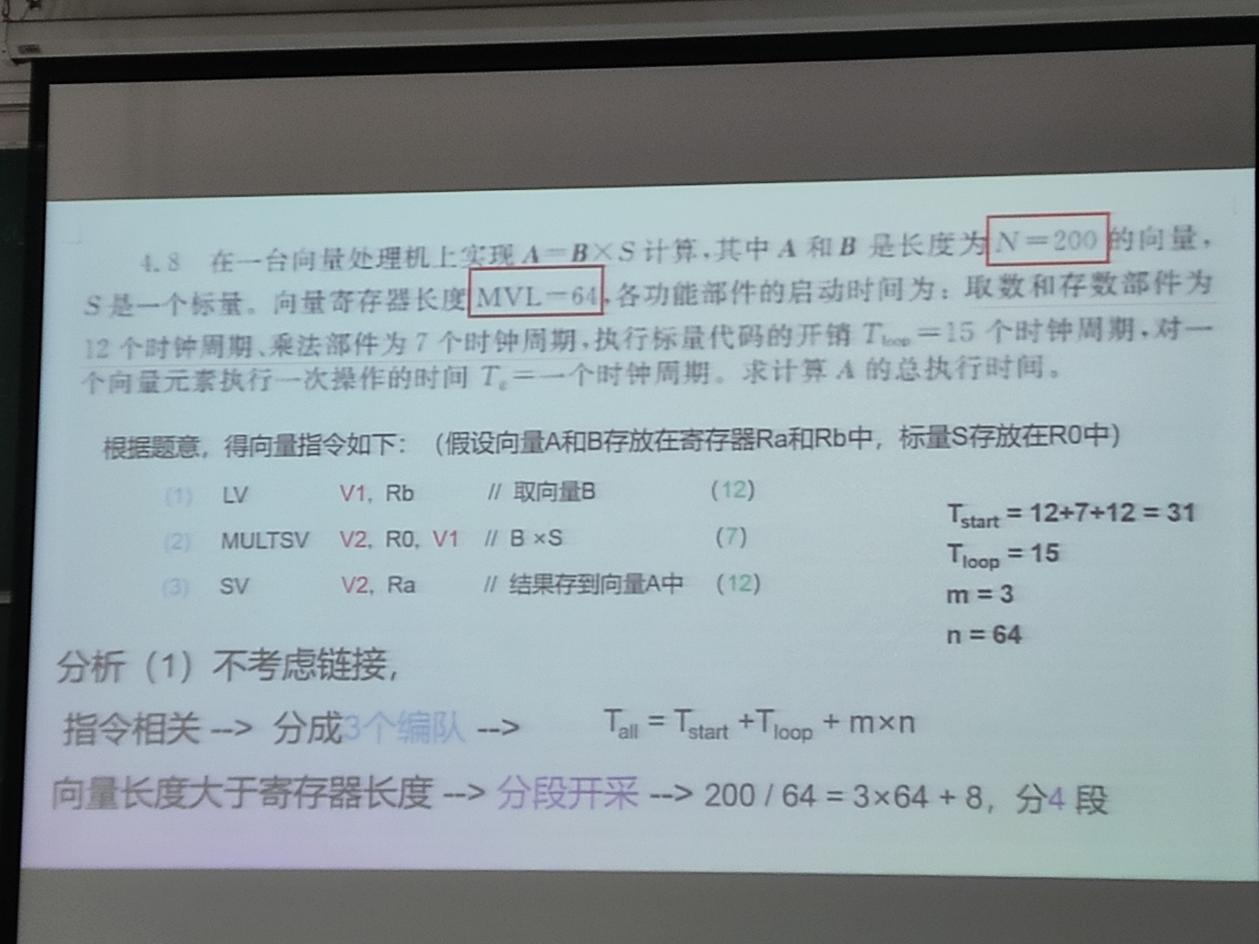 4.8 在一台向量处理机上实现 A=B×S 计算,其中 A 和 B 是长度为 N=200 的向量,
S 是一个标量。向量寄存器长度 MVL=64,各功能部件的启动时间为:取数和存数部件为
12 个时钟周期、乘法部件为 7 个时钟周期,执行标量代码的开销 Tloop=15 个时钟周期,对一
个向量元素执行一次操作的时间 Te=一个时钟周期。求计算 A 的总执行时间。
根据题意,得向量指令如下: (假设向量A和B存放在寄存器Ra和Rb中,标量S存放在R0中)
(1) LV V1, Rb // 取向量B (12)
(2) MULTSV V2, R0, V1 // B ×S (7)
(3) SV V2, Ra // 结果存到向量A中 (12)
Tstart = 12+7+12 = 31
Tloop = 15
m = 3
n = 64
分析(1)不考虑链接,
指令相关 --> 分成3个编队 --> Tall = Tstart +Tloop + m×n
向量长度大于寄存器长度 --> 分段开采 --> 200 / 64 = 3×64 + 8, 分4 段